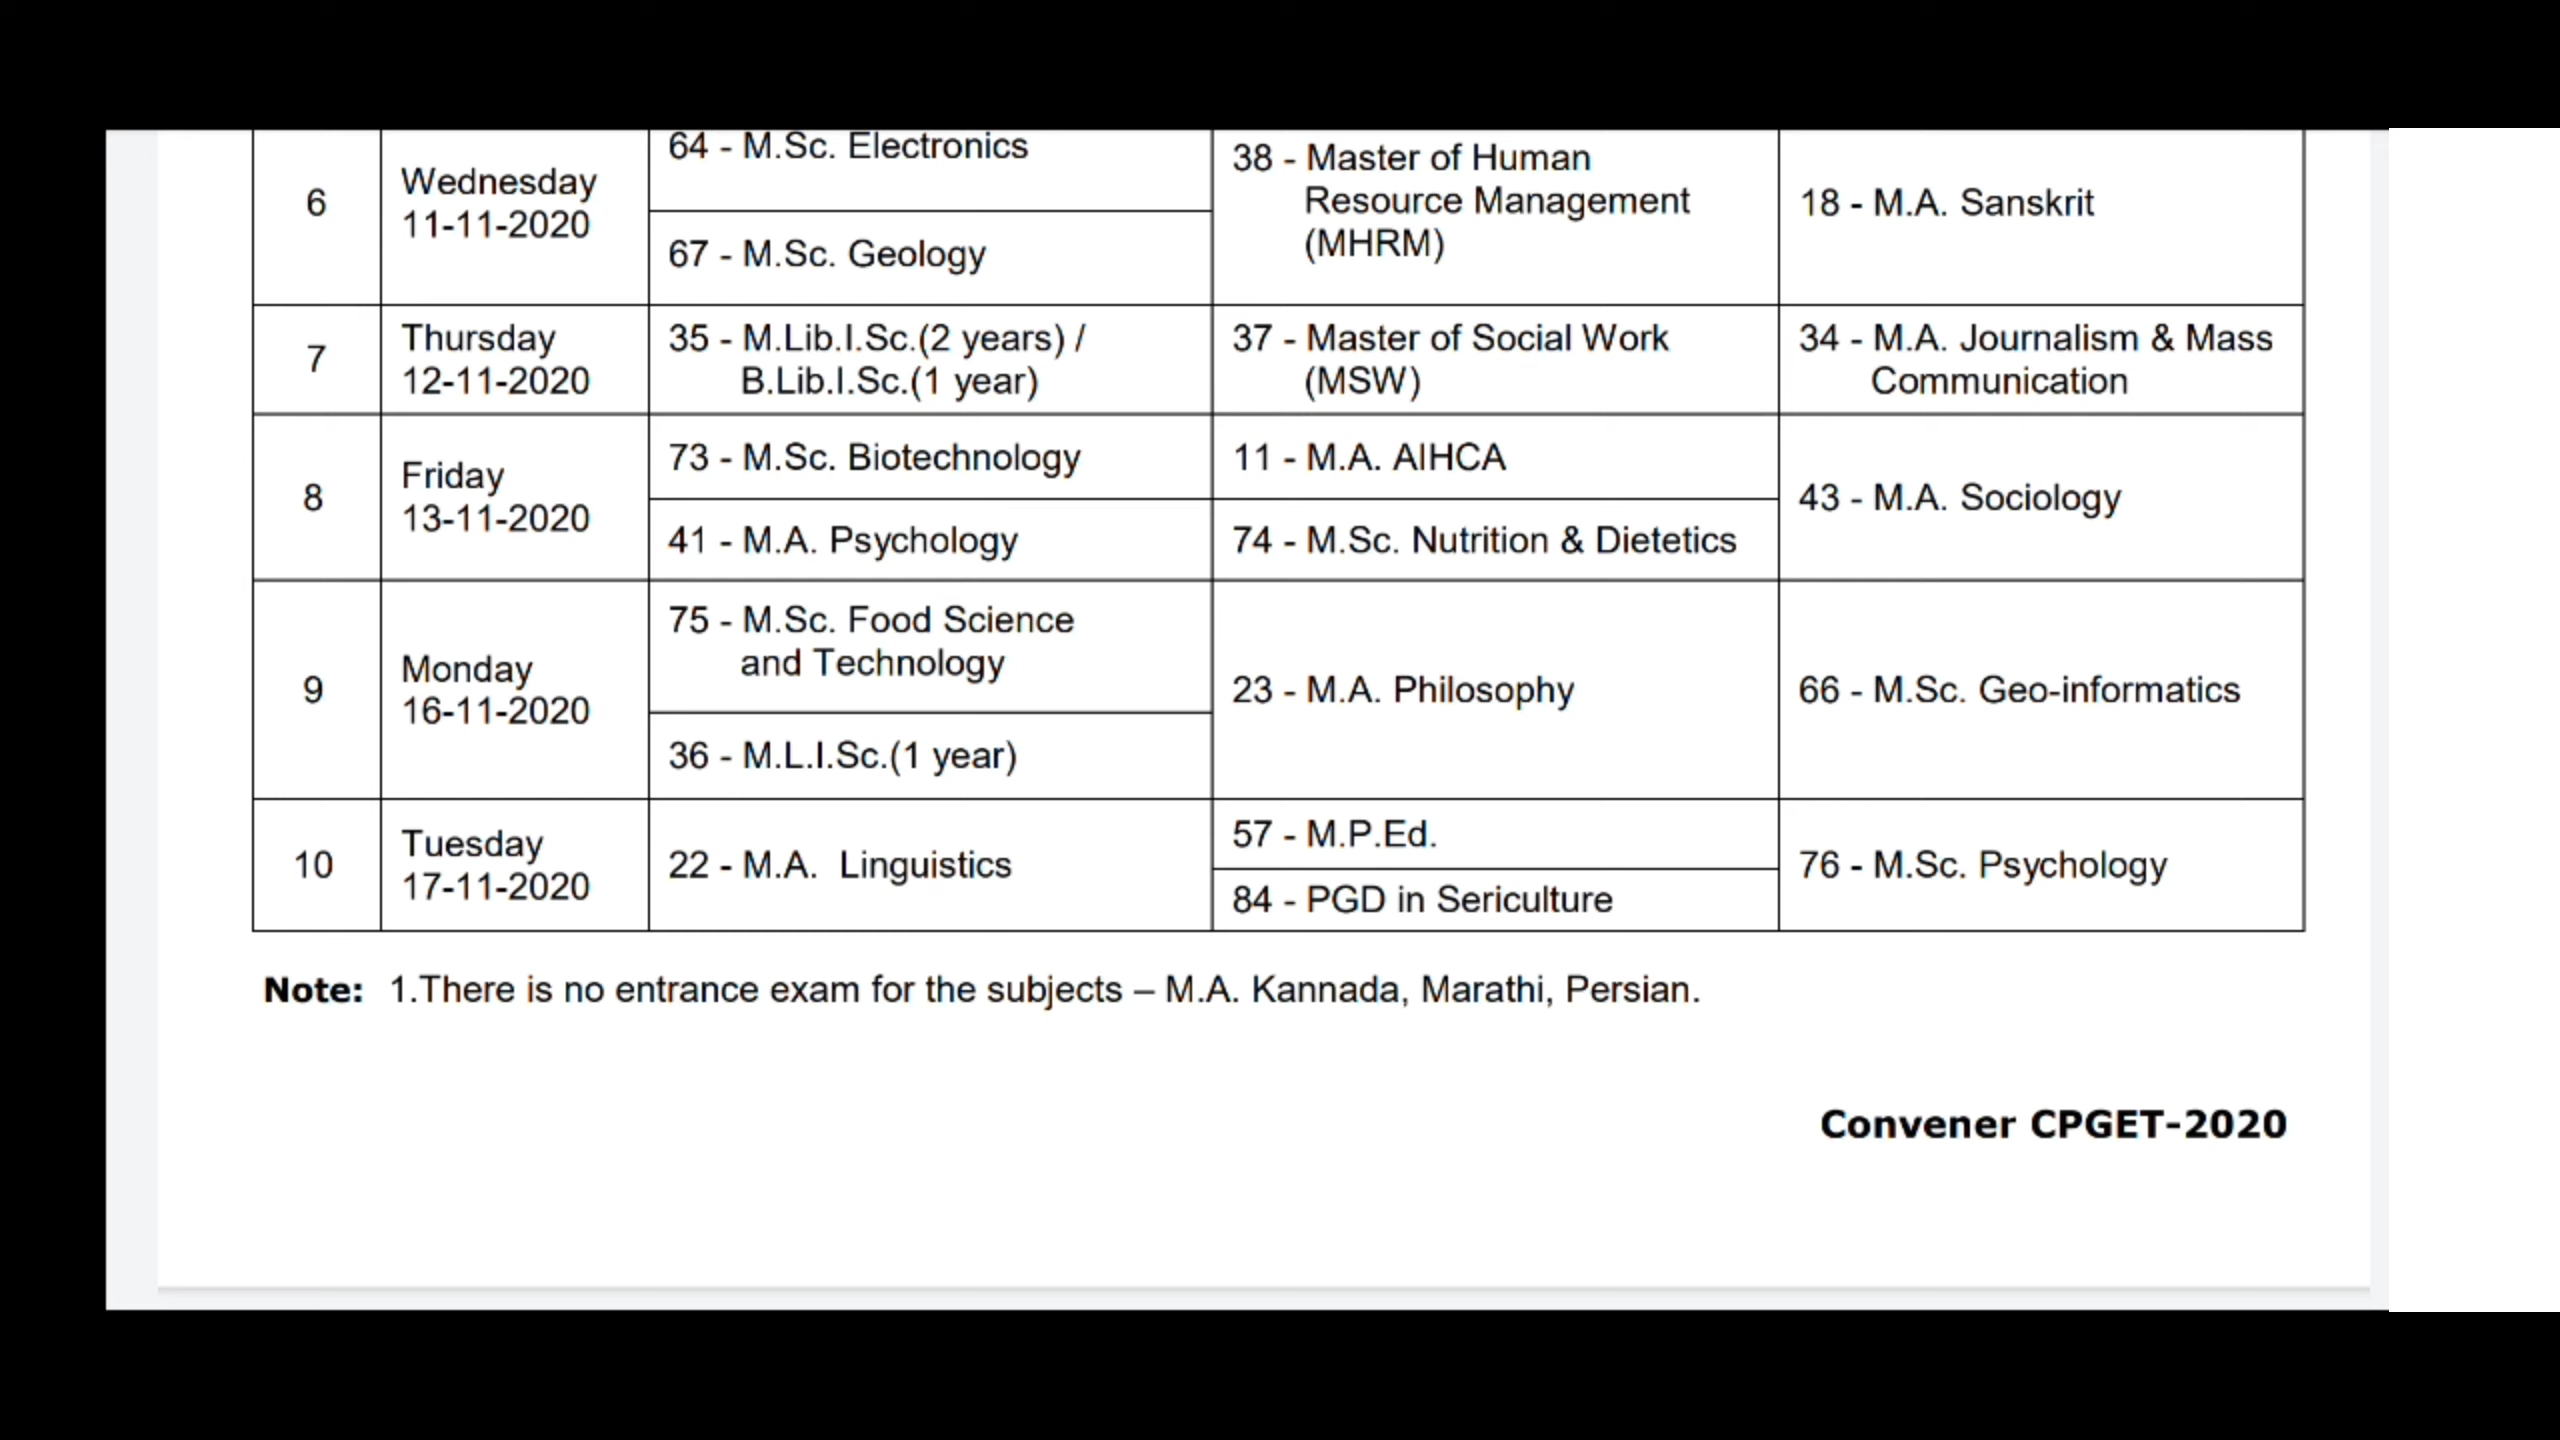 6
Wednesday
11-11-2020
64 - M.Sc. Electronics
67 - M.Sc. Geology
38 - Master of Human
Resource Management
(MHRM)
18 - M.A. Sanskrit
7
Thursday
12-11-2020
35 - M.Lib.I.Sc.(2 years) /
B.Lib.I.Sc.(1 year)
37 - Master of Social Work
(MSW)
34 - M.A. Journalism & Mass
Communication
8
Friday
13-11-2020
73 - M.Sc. Biotechnology
41 - M.A. Psychology
11 - M.A. AIHCA
74 - M.Sc. Nutrition & Dietetics
43 - M.A. Sociology
9
Monday
16-11-2020
75 - M.Sc. Food Science
and Technology
36 - M.L.I.Sc.(1 year)
23 - M.A. Philosophy
66 - M.Sc. Geo-informatics
10
Tuesday
17-11-2020
22 - M.A.  Linguistics
57 - M.P.Ed.
84 - PGD in Sericulture
76 - M.Sc. Psychology
Note: 1.There is no entrance exam for the subjects – M.A. Kannada, Marathi, Persian.
Convener CPGET-2020